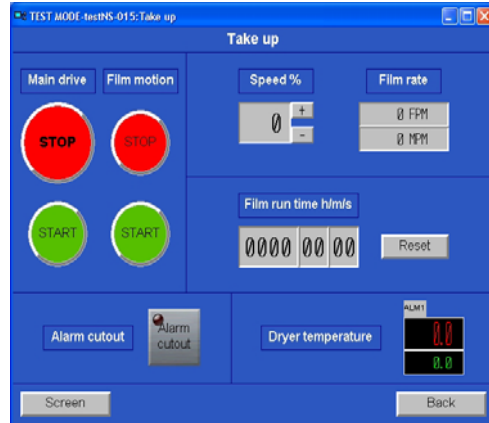 TEST MODE-testNS-015:Take up
Take up
Main drive
Film motion
STOP
STOP
START
START
Speed %
0
+
-
Film rate
0 FPM
0 MPM
Film run time h/m/s
0000 00 00
Reset
Alarm cutout
Alarm
cutout
Dryer temperature
ALM1
0.0
0.0
Screen
Back